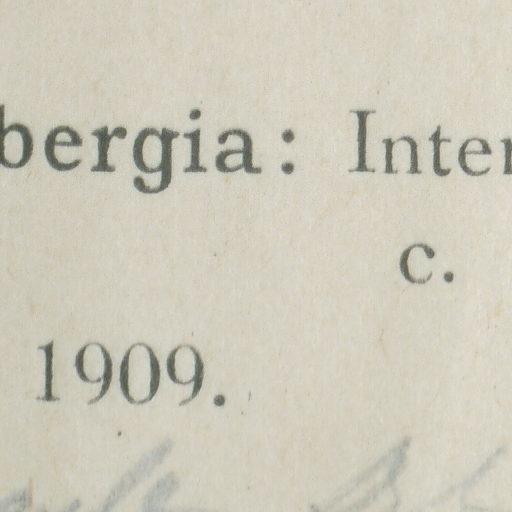 bergia: Inter
c.
1909.